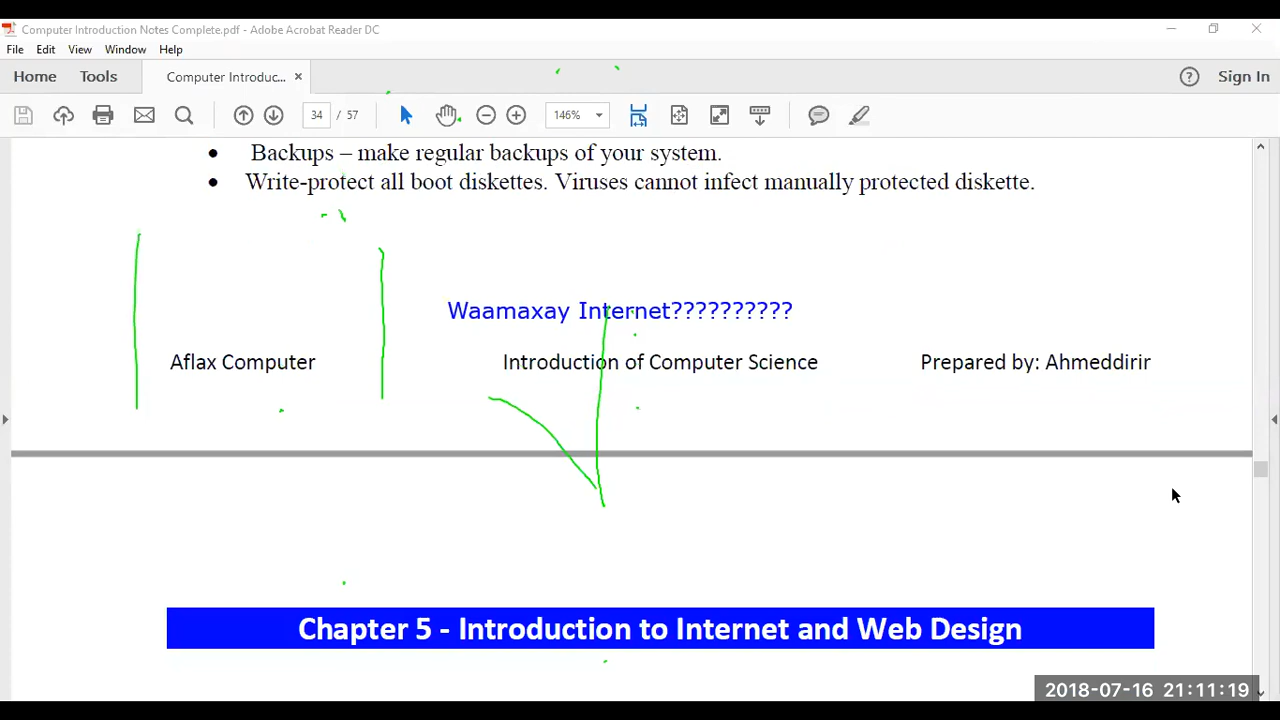 Computer Introduction Notes Complete.pdf - Adobe Acrobat Reader DC
File Edit View Window Help
Home Tools Computer Introduc... × ? Sign In
34 / 57 146%
• Backups – make regular backups of your system.
• Write-protect all boot diskettes. Viruses cannot infect manually protected diskette.
Waamaxay Internet??????????
Aflax Computer Introduction of Computer Science Prepared by: Ahmeddirir
Chapter 5 - Introduction to Internet and Web Design
2018-07-16 21:11:19